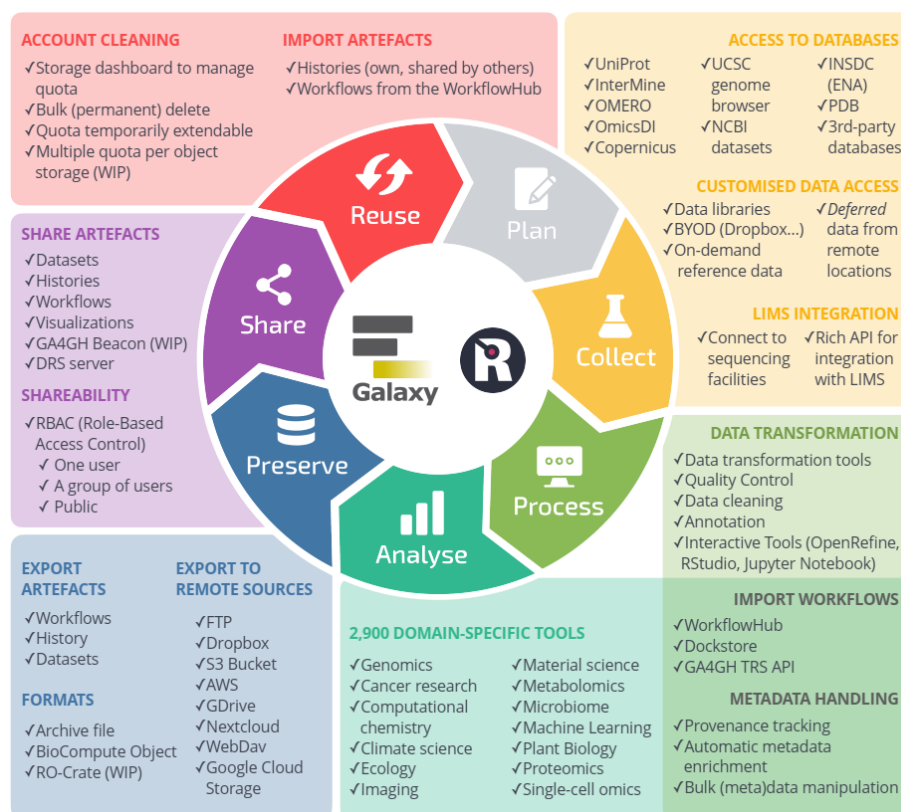 ACCOUNT CLEANING
✓Storage dashboard to manage
quota
✓Bulk (permanent) delete
✓Quota temporarily extendable
✓Multiple quota per object
storage (WIP)
IMPORT ARTEFACTS
✓Histories (own, shared by others)
✓Workflows from the WorkflowHub
ACCESS TO DATABASES
✓UniProt
✓InterMine
✓OMERO
✓OmicsDI
✓Copernicus
✓UCSC
genome
browser
✓NCBI
datasets
✓INSDC
(ENA)
✓PDB
✓3rd-party
databases
CUSTOMISED DATA ACCESS
✓Data libraries
✓BYOD (Dropbox...)
✓On-demand
reference data
✓Deferred
data from
remote
locations
LIMS INTEGRATION
✓Connect to
sequencing
facilities
✓Rich API for
integration
with LIMS
SHARE ARTEFACTS
✓Datasets
✓Histories
✓Workflows
✓Visualizations
✓GA4GH Beacon (WIP)
✓DRS server
SHAREABILITY
✓RBAC (Role-Based
Access Control)
✓ One user
✓ A group of users
✓ Public
Reuse
Plan
Share
Collect
Galaxy
R
Preserve
Process
Analyse
DATA TRANSFORMATION
✓Data transformation tools
✓Quality Control
✓Data cleaning
✓Annotation
✓Interactive Tools (OpenRefine,
RStudio, Jupyter Notebook)
EXPORT
ARTEFACTS
✓Workflows
✓History
✓Datasets
FORMATS
✓Archive file
✓BioCompute Object
✓RO-Crate (WIP)
EXPORT TO
REMOTE SOURCES
✓FTP
✓Dropbox
✓S3 Bucket
✓AWS
✓GDrive
✓Nextcloud
✓WebDav
✓Google Cloud
Storage
2,900 DOMAIN-SPECIFIC TOOLS
✓Genomics
✓Cancer research
✓Computational
chemistry
✓Climate science
✓Ecology
✓Imaging
✓Material science
✓Metabolomics
✓Microbiome
✓Machine Learning
✓Plant Biology
✓Proteomics
✓Single-cell omics
IMPORT WORKFLOWS
✓WorkflowHub
✓Dockstore
✓GA4GH TRS API
METADATA HANDLING
✓Provenance tracking
✓Automatic metadata
enrichment
✓Bulk (meta)data manipulation